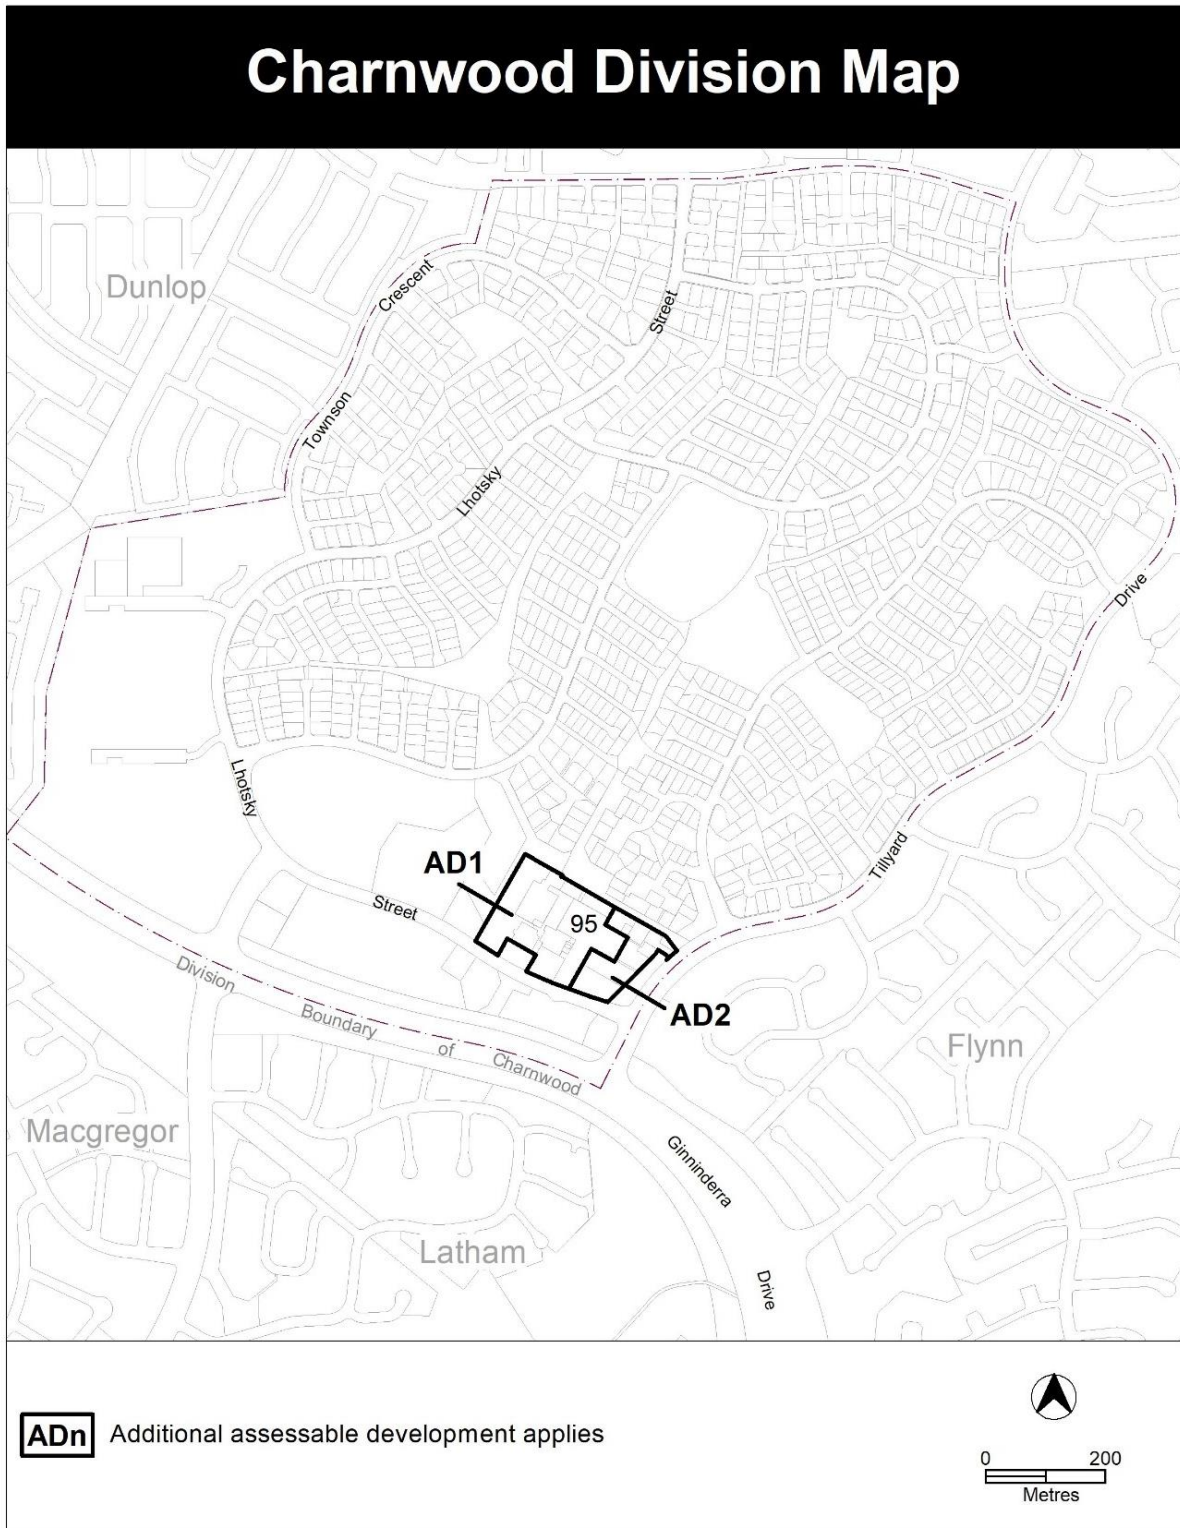 Charnwood Division Map
Dunlop
Crescent
Street
Townson
Lhotsky
Drive
Lhotsky
Tillyard
AD1
Street
95
Division
Boundary
of
Charnwood
AD2
Flynn
Macgregor
Ginninderra
Latham
Drive
ADn Additional assessable development applies
0 200
Metres